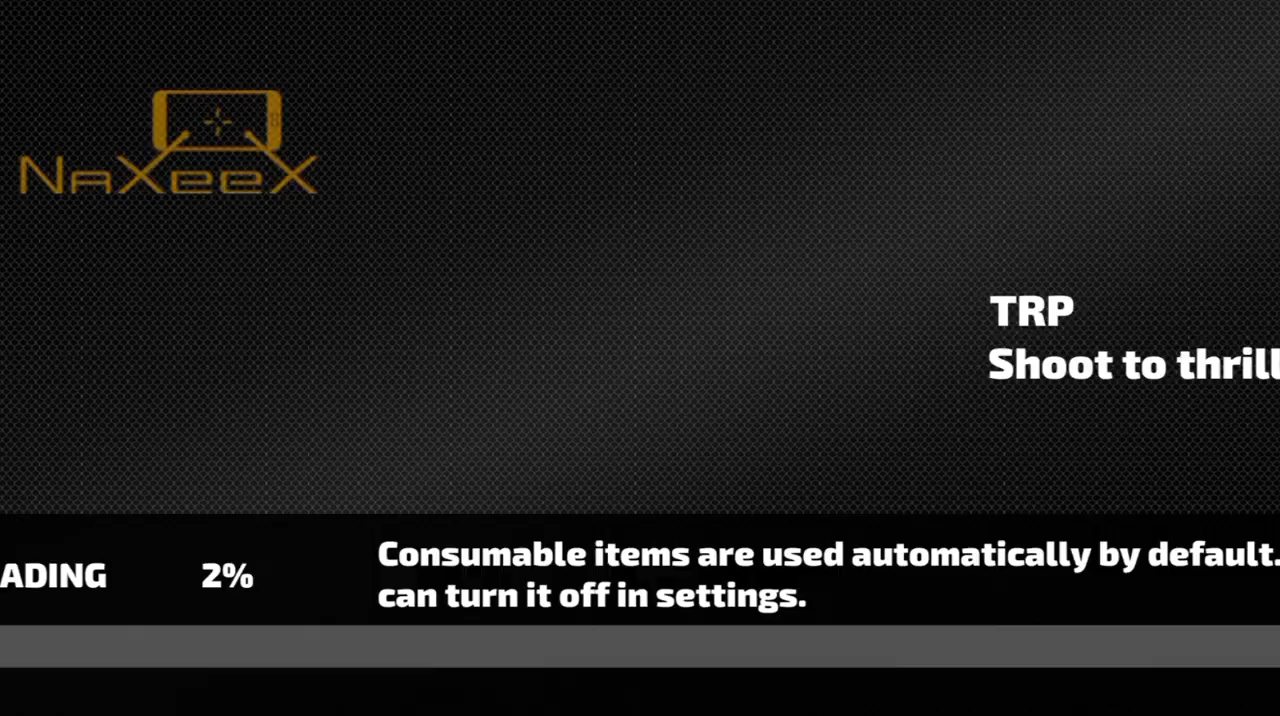 NaXeeX
TRP
Shoot to thrill
ADING 2%
Consumable items are used automatically by default.
can turn it off in settings.